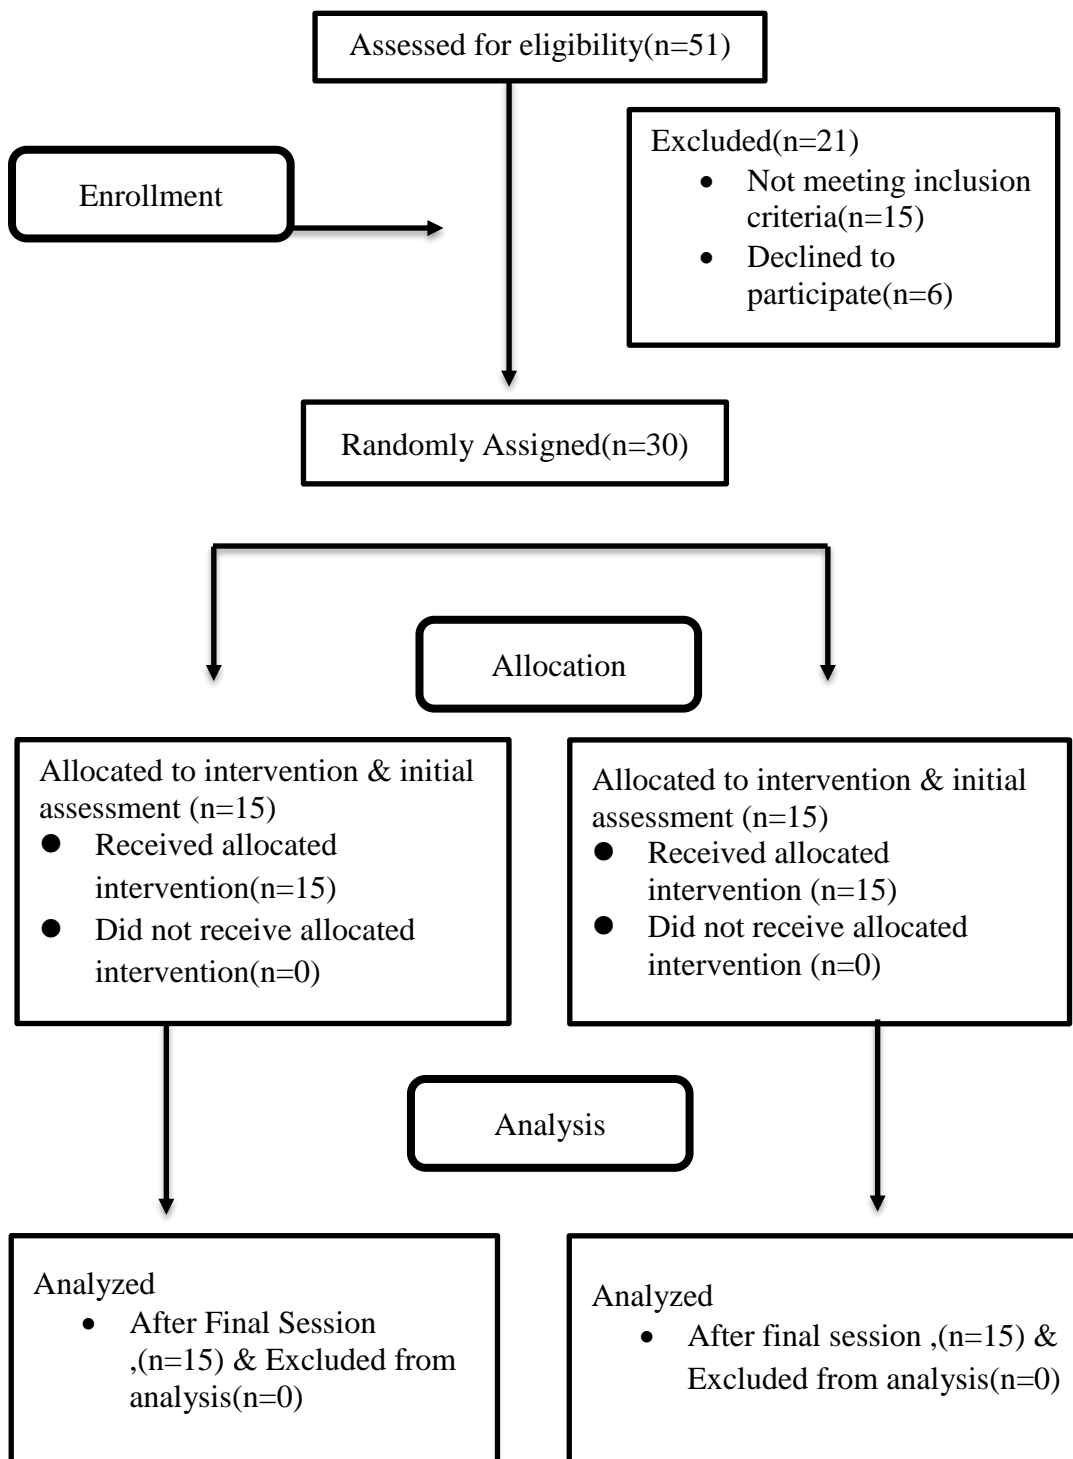 Assessed for eligibility(n=51)
Excluded(n=21)
• Not meeting inclusion
criteria(n=15)
• Declined to
participate(n=6)
Enrollment
Randomly Assigned(n=30)
Allocation
Allocated to intervention & initial
assessment (n=15)
● Received allocated
intervention(n=15)
● Did not receive allocated
intervention(n=0)
Allocated to intervention & initial
assessment (n=15)
● Received allocated
intervention (n=15)
● Did not receive allocated
intervention (n=0)
Analysis
Analyzed
• After Final Session
,(n=15) & Excluded from
analysis(n=0)
Analyzed
• After final session ,(n=15) &
Excluded from analysis(n=0)